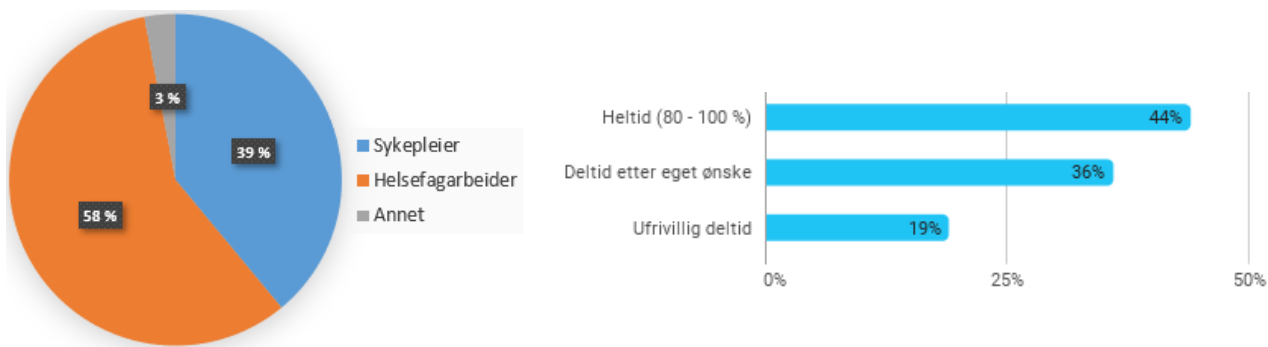 3 %
39 %
58 %
Sykepleier
Helsefagarbeider
Annet
Heltid (80 - 100 %)
44%
Deltid etter eget ønske
36%
Ufrivillig deltid
19%
0%
25%
50%